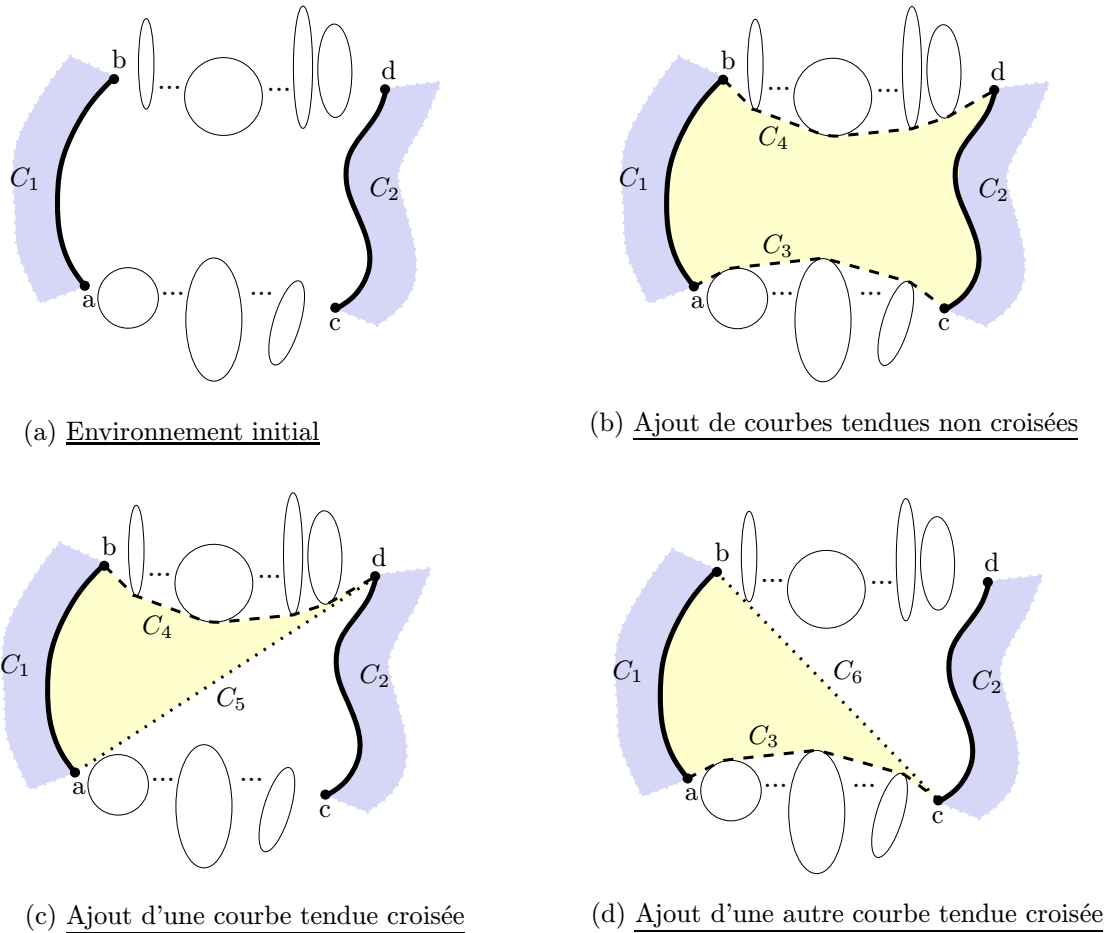 b
d
C1
C2
...
...
a
...
...
c
(a) Environnement initial
b
d
...
...
C4
C1
C2
C3
a
...
...
c
(b) Ajout de courbes tendues non croisées
b
d
...
...
C4
C1
C2
C5
a
...
...
c
(c) Ajout d'une courbe tendue croisée
b
d
...
...
C1
C6
C2
C3
a
...
...
c
(d) Ajout d'une autre courbe tendue croisée